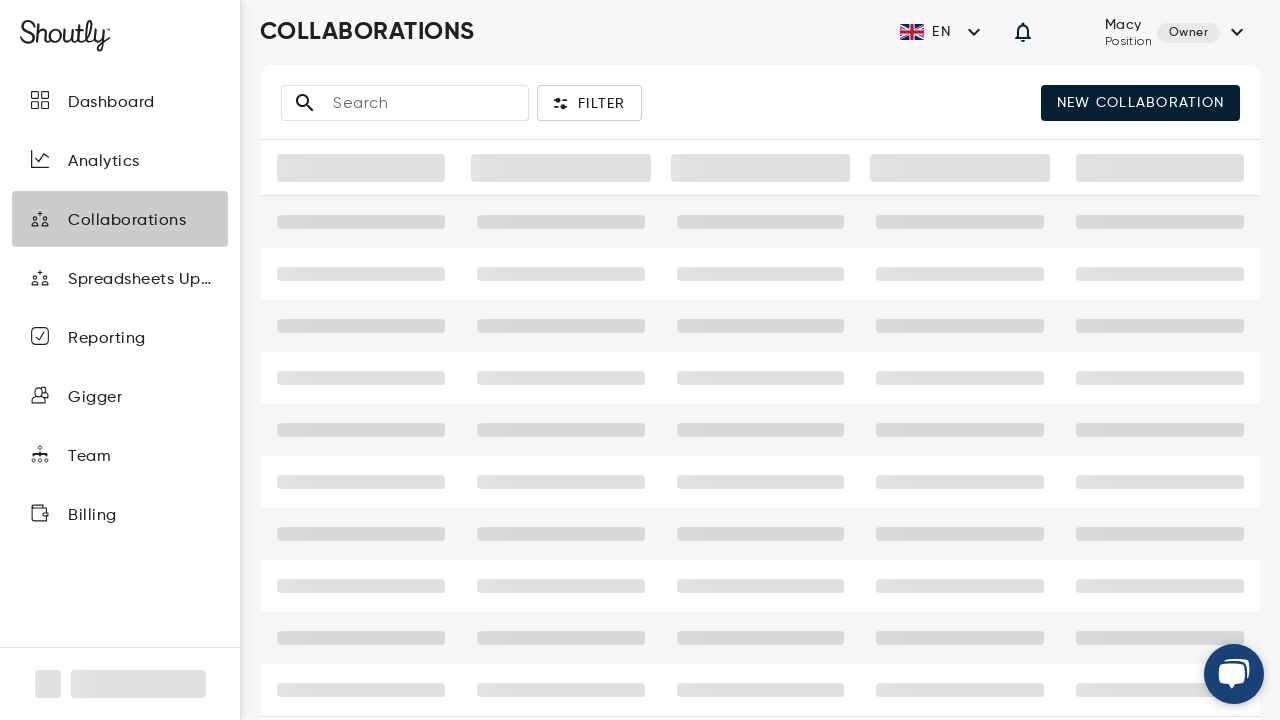 Shoutly
Dashboard
Analytics
Collaborations
Spreadsheets Up...
Reporting
Gigger
Team
Billing
COLLABORATIONS
EN
Macy
Position
Owner
Search
FILTER
NEW COLLABORATION